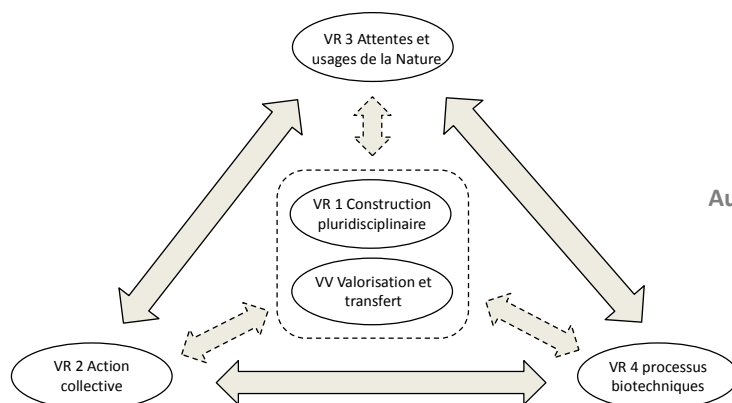 VR 3 Attentes et
usages de la Nature
VR 1 Construction
pluridisciplinaire
Au
VV Valorisation et
transfert
VR 2 Action
collective
VR 4 processus
biotechniques